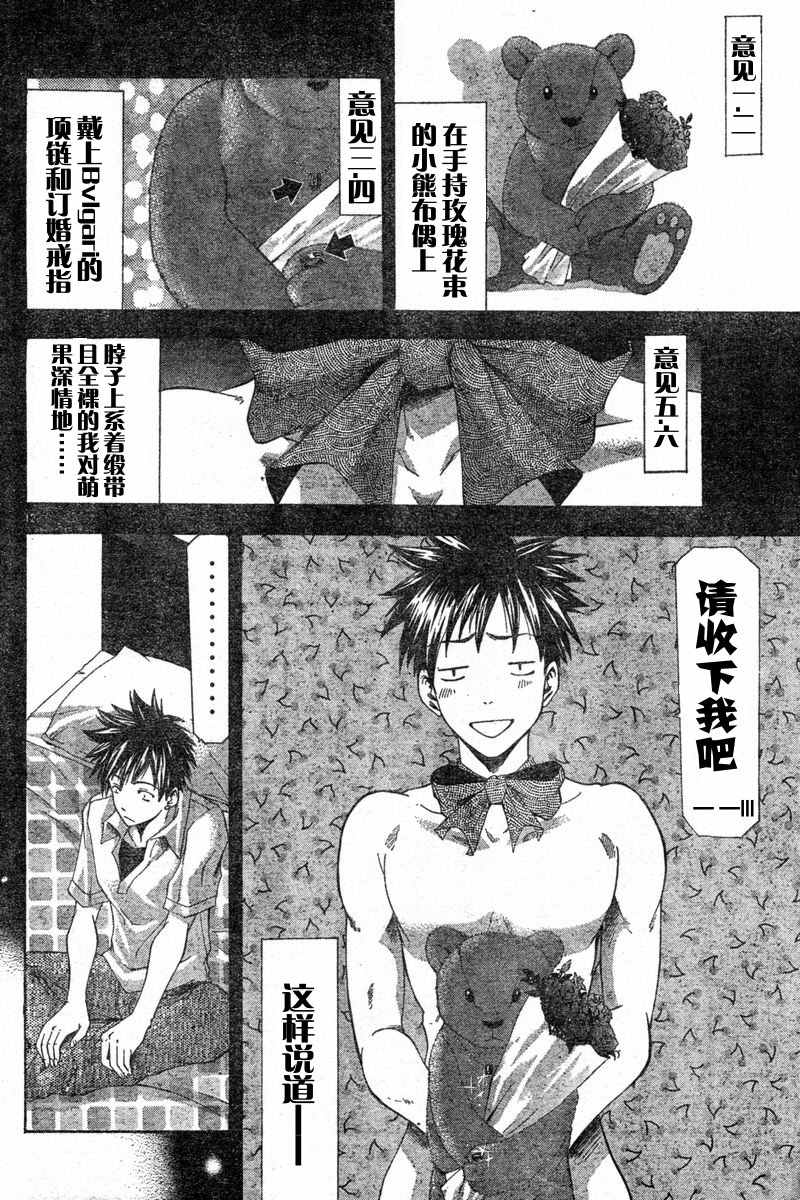 意见一.二
在手持玫瑰花束
的小熊布偶上
意见三.四
戴上Bvlgari的
项链和订婚戒指
意见五.六
脖子上系着缎带
且全裸的我对萌
果深情地……
请收下我吧
——!!!
这样说道——
…………